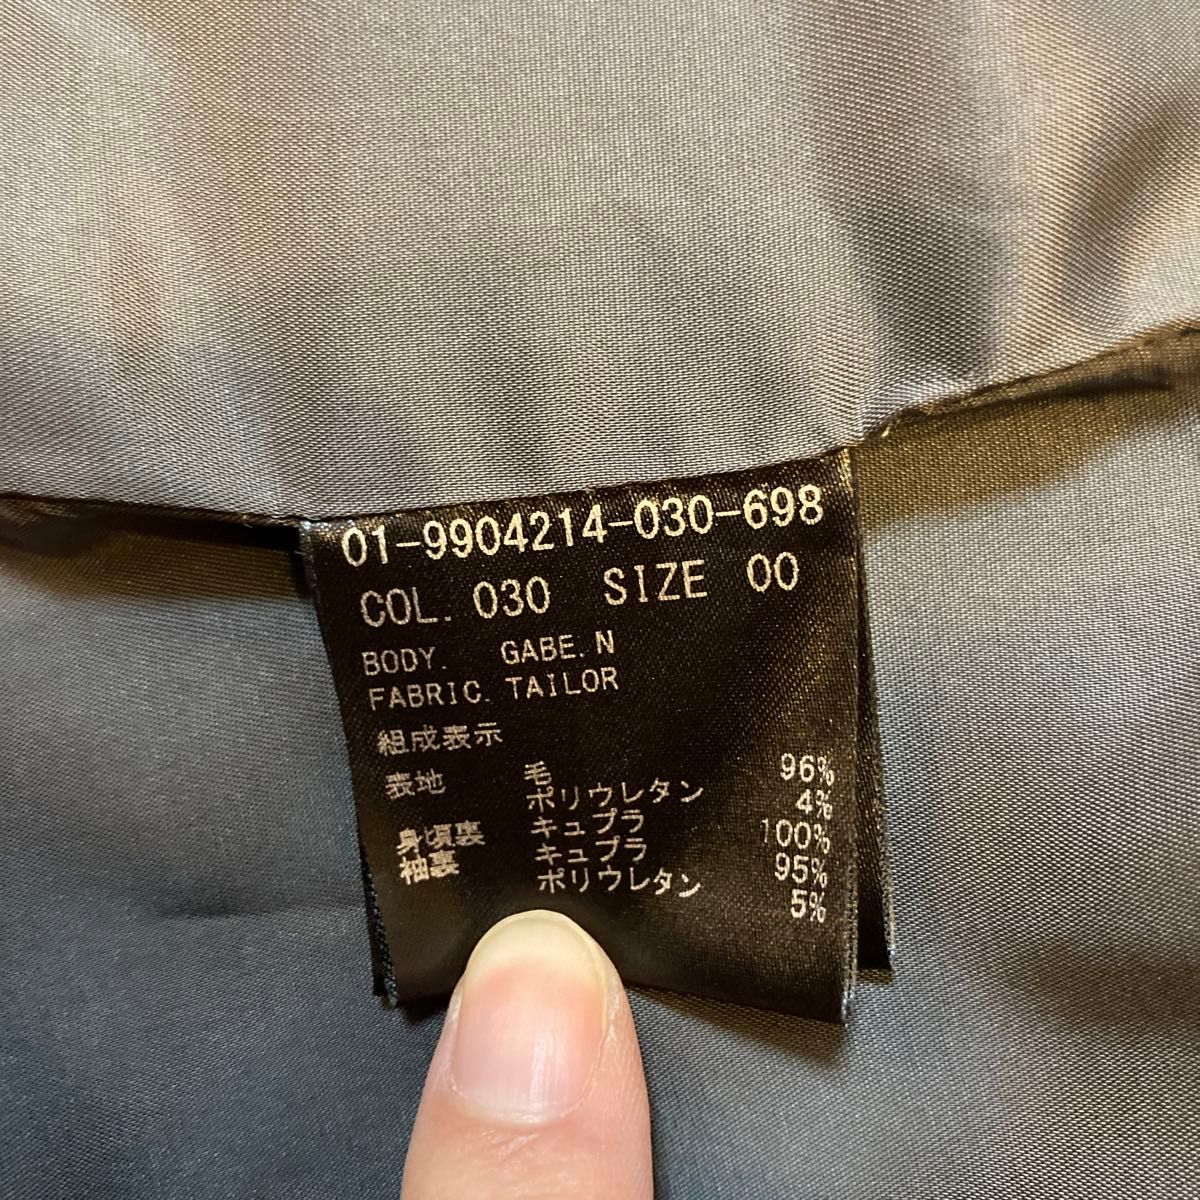 01-9904214-030-698
COL. 030 SIZE 00
BODY. GABE.N
FABRIC. TAILOR
組成表示
表地 毛 96%
ポリウレタン 4%
身頃裏 キュプラ 100%
袖裏 キュプラ 95%
ポリウレタン 5%